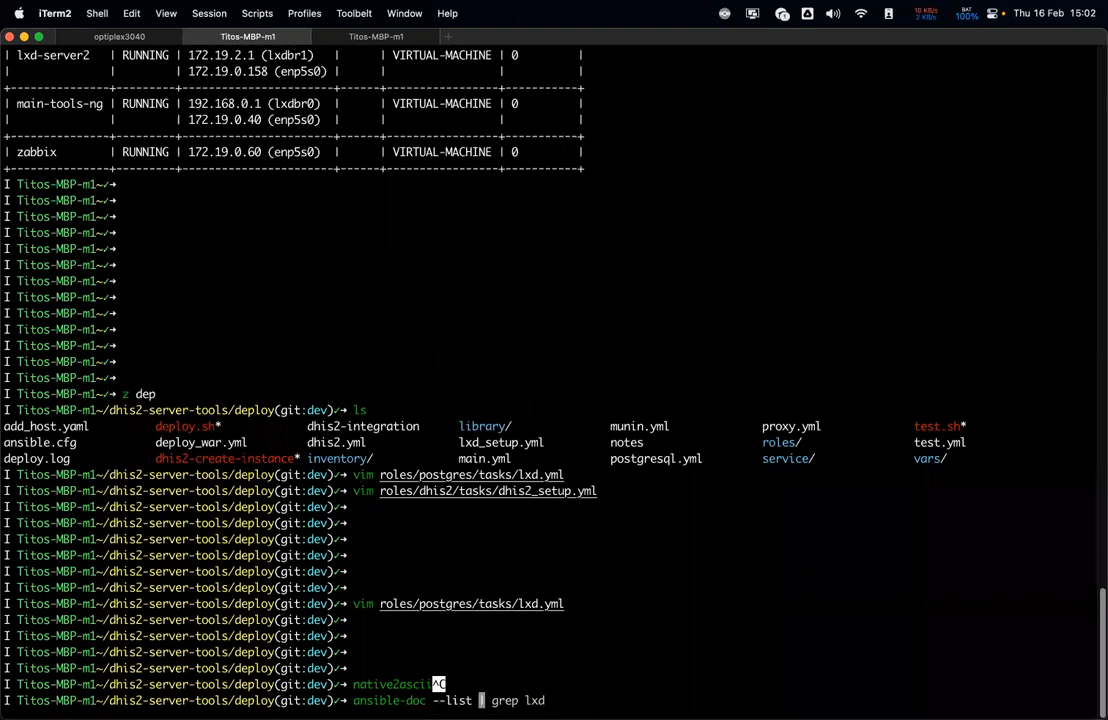 iTerm2 Shell Edit View Session Scripts Profiles Toolbelt Window Help 10 KB/s 2 KB/s BAT 100% Thu 16 Feb 15:02
optiplex3040 Titos-MBP-m1 Titos-MBP-m1 +
| lxd-server2 | RUNNING | 172.19.2.1 (lxdbr1) | | VIRTUAL-MACHINE | 0 |
| | | 172.19.0.158 (enp5s0) | | | |
+--------------+---------+-----------------------+------+-----------------+-----------+
| main-tools-ng | RUNNING | 192.168.0.1 (lxdbr0) | | VIRTUAL-MACHINE | 0 |
| | | 172.19.0.40 (enp5s0) | | | |
+--------------+---------+-----------------------+------+-----------------+-----------+
| zabbix | RUNNING | 172.19.0.60 (enp5s0) | | VIRTUAL-MACHINE | 0 |
+--------------+---------+-----------------------+------+-----------------+-----------+
I Titos-MBP-m1~✓➜
I Titos-MBP-m1~✓➜
I Titos-MBP-m1~✓➜
I Titos-MBP-m1~✓➜
I Titos-MBP-m1~✓➜
I Titos-MBP-m1~✓➜
I Titos-MBP-m1~✓➜
I Titos-MBP-m1~✓➜
I Titos-MBP-m1~✓➜
I Titos-MBP-m1~✓➜
I Titos-MBP-m1~✓➜
I Titos-MBP-m1~✓➜
I Titos-MBP-m1~✓➜
I Titos-MBP-m1~✓➜ z dep
I Titos-MBP-m1~/dhis2-server-tools/deploy(git:dev)✓➜ ls
add_host.yaml deploy.sh* dhis2-integration library/ munin.yml proxy.yml test.sh*
ansible.cfg deploy_war.yml dhis2.yml lxd_setup.yml notes roles/ test.yml
deploy.log dhis2-create-instance* inventory/ main.yml postgresql.yml service/ vars/
I Titos-MBP-m1~/dhis2-server-tools/deploy(git:dev)✓➜ vim roles/postgres/tasks/lxd.yml
I Titos-MBP-m1~/dhis2-server-tools/deploy(git:dev)✓➜ vim roles/dhis2/tasks/dhis2_setup.yml
I Titos-MBP-m1~/dhis2-server-tools/deploy(git:dev)✓➜
I Titos-MBP-m1~/dhis2-server-tools/deploy(git:dev)✓➜
I Titos-MBP-m1~/dhis2-server-tools/deploy(git:dev)✓➜
I Titos-MBP-m1~/dhis2-server-tools/deploy(git:dev)✓➜
I Titos-MBP-m1~/dhis2-server-tools/deploy(git:dev)✓➜
I Titos-MBP-m1~/dhis2-server-tools/deploy(git:dev)✓➜
I Titos-MBP-m1~/dhis2-server-tools/deploy(git:dev)✓➜ vim roles/postgres/tasks/lxd.yml
I Titos-MBP-m1~/dhis2-server-tools/deploy(git:dev)✓➜
I Titos-MBP-m1~/dhis2-server-tools/deploy(git:dev)✓➜
I Titos-MBP-m1~/dhis2-server-tools/deploy(git:dev)✓➜
I Titos-MBP-m1~/dhis2-server-tools/deploy(git:dev)✓➜
I Titos-MBP-m1~/dhis2-server-tools/deploy(git:dev)✓➜ native2ascii^C
I Titos-MBP-m1~/dhis2-server-tools/deploy(git:dev)✓➜ ansible-doc --list | grep lxd